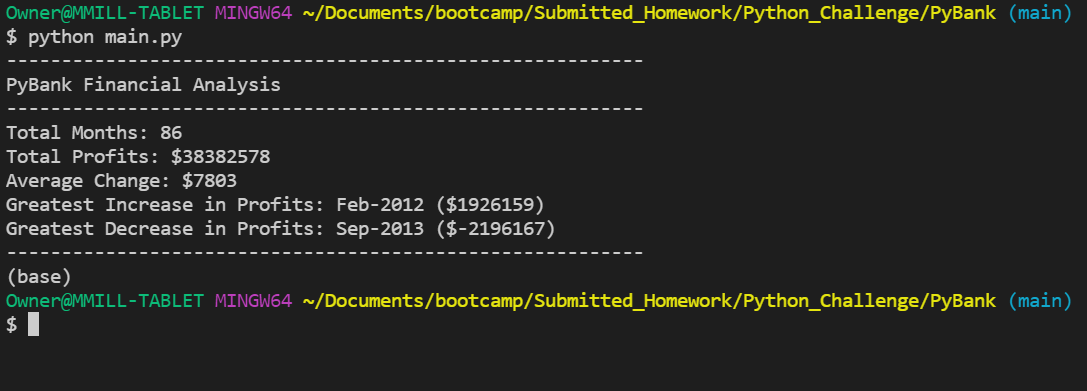 Owner@MMILL-TABLET MINGW64 ~/Documents/bootcamp/Submitted_Homework/Python_Challenge/PyBank (main)
$ python main.py
----------------------------------------------------------
PyBank Financial Analysis
----------------------------------------------------------
Total Months: 86
Total Profits: $38382578
Average Change: $7803
Greatest Increase in Profits: Feb-2012 ($1926159)
Greatest Decrease in Profits: Sep-2013 ($-2196167)
----------------------------------------------------------
(base)
Owner@MMILL-TABLET MINGW64 ~/Documents/bootcamp/Submitted_Homework/Python_Challenge/PyBank (main)
$